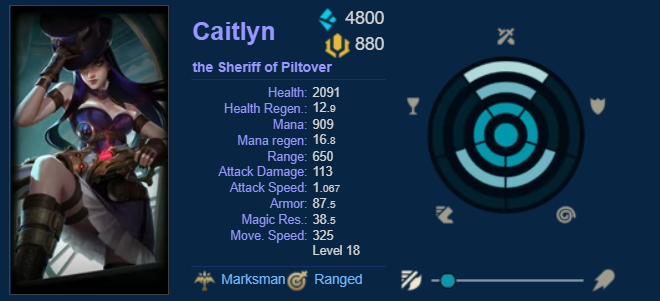 Caitlyn
4800
880
the Sheriff of Piltover
Health: 2091
Health Regen.: 12.9
Mana: 909
Mana regen: 16.8
Range: 650
Attack Damage: 113
Attack Speed: 1.067
Armor: 87.5
Magic Res.: 38.5
Move. Speed: 325
Level 18
Marksman Ranged